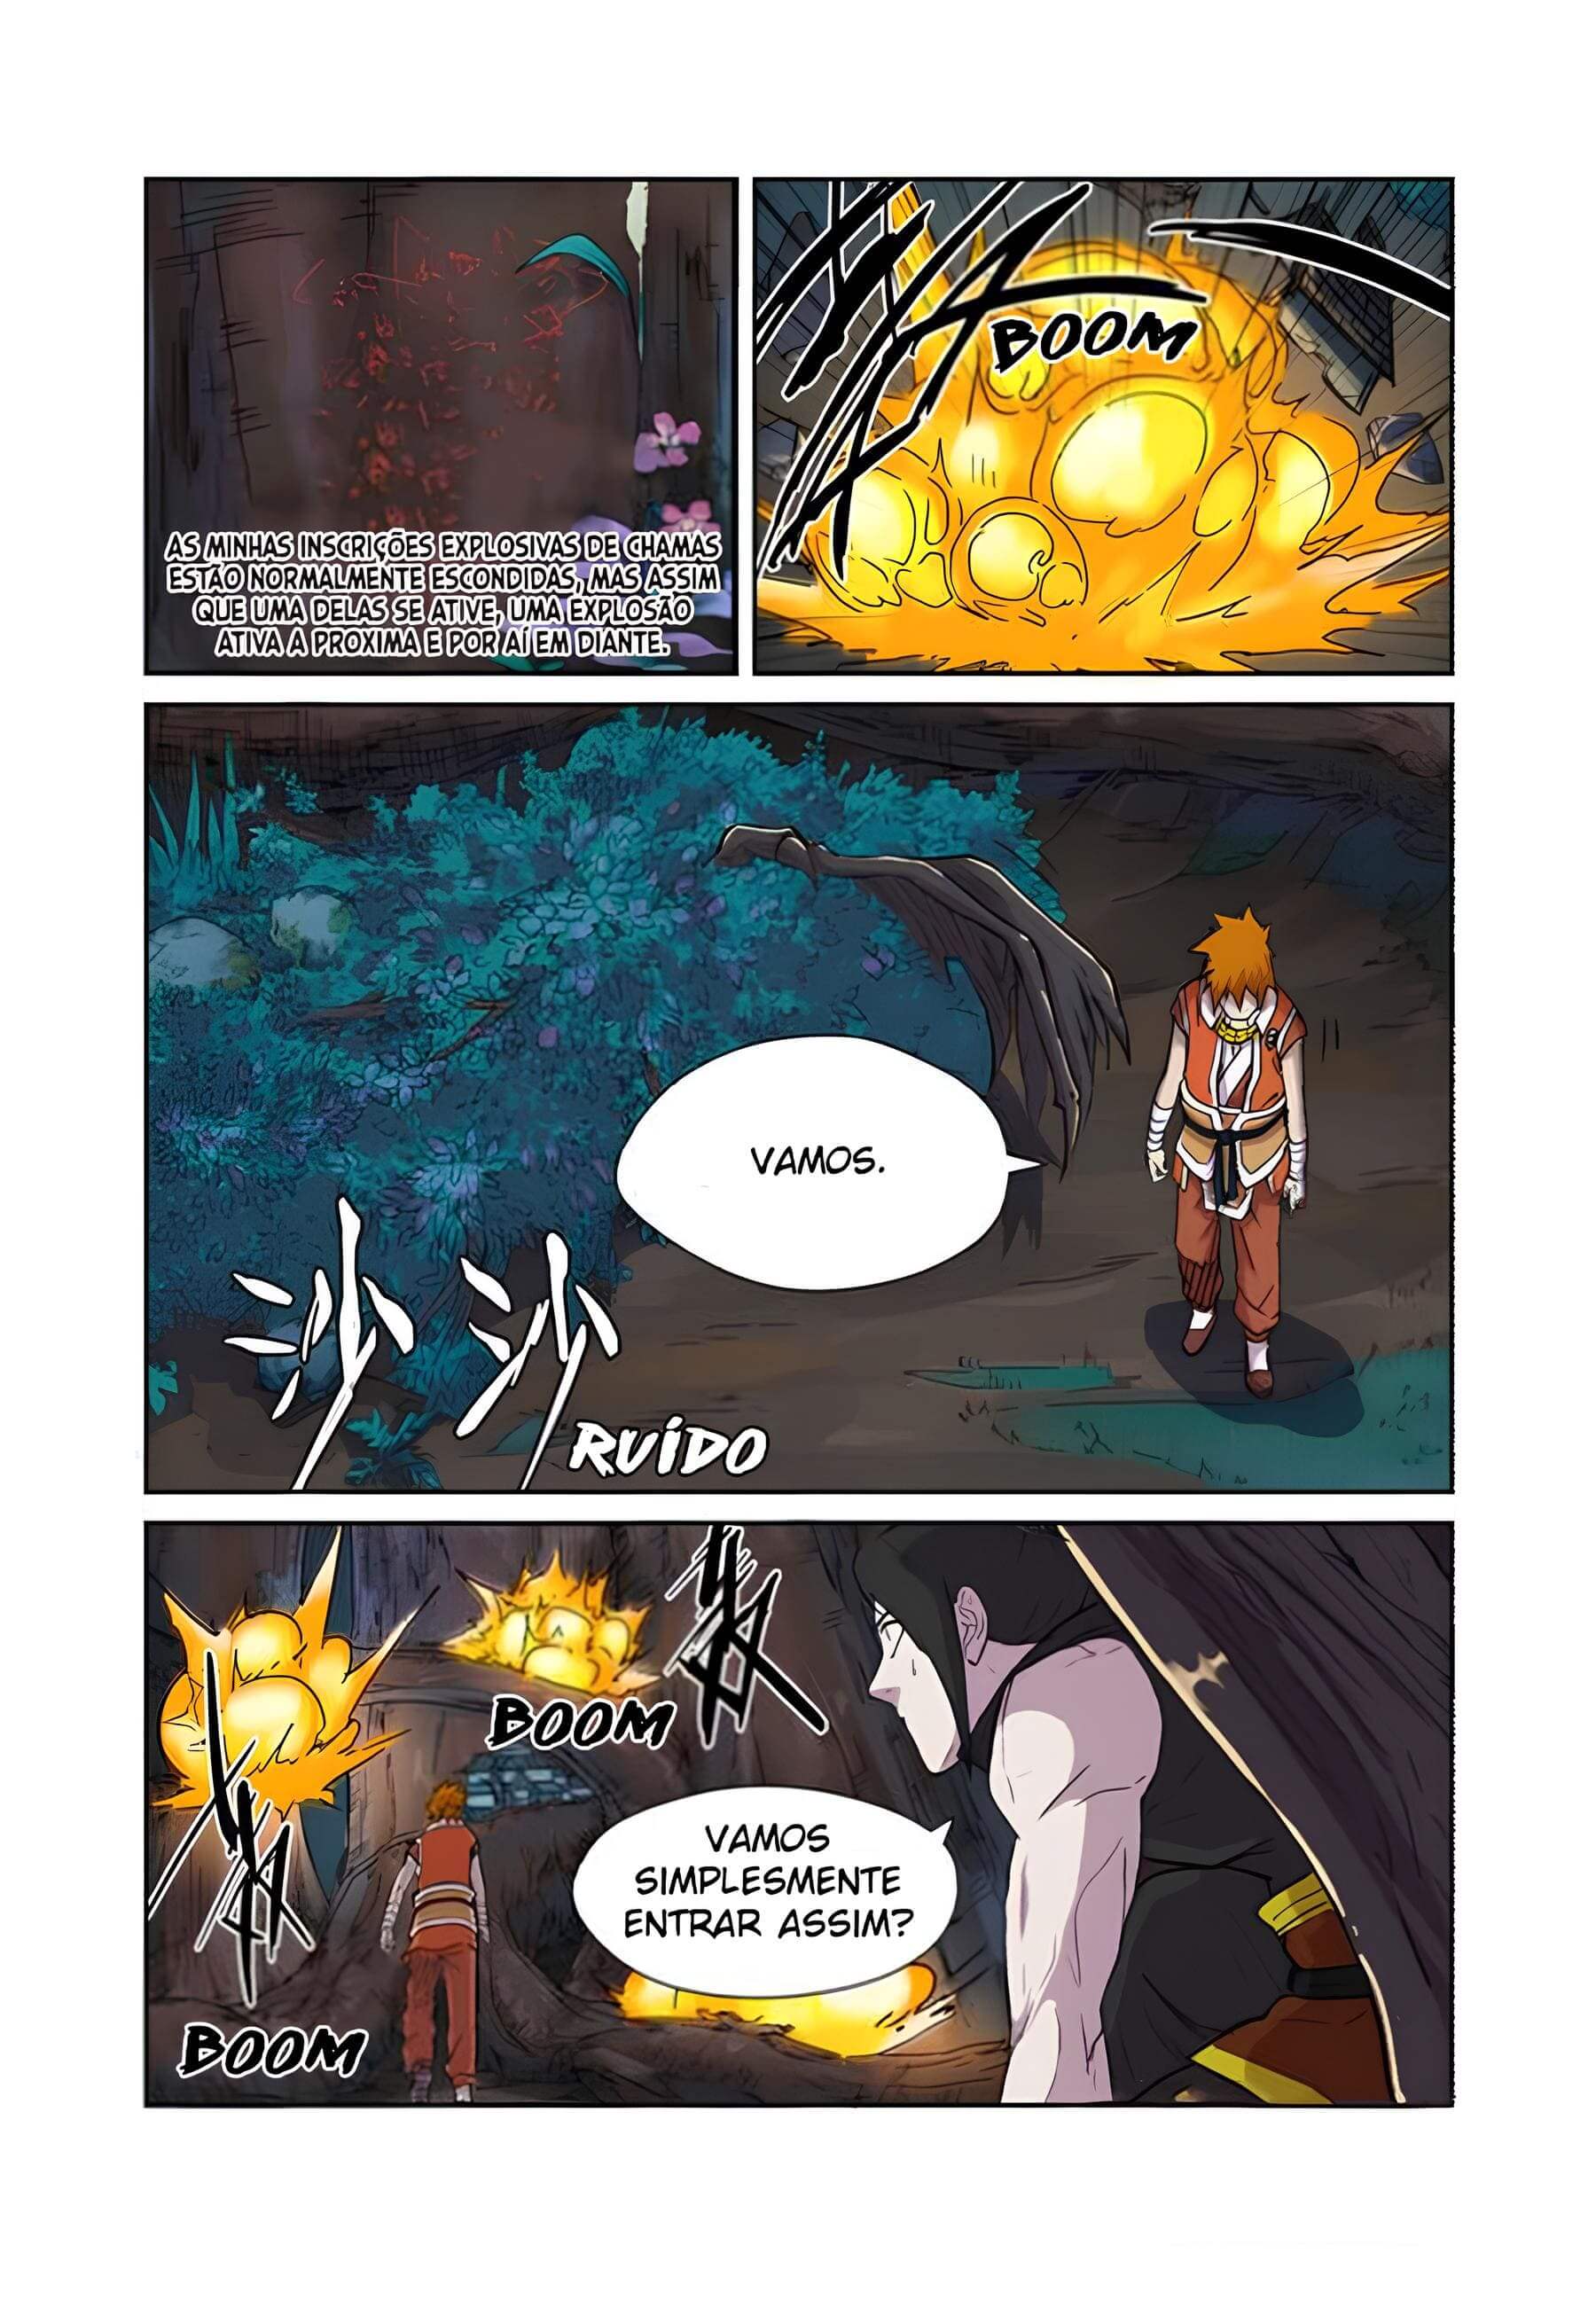 AS MINHAS INSCRIÇÕES EXPLOSIVAS DE CHAMAS
ESTÃO NORMALMENTE ESCONDIDAS, MAS ASSIM
QUE UMA DELAS SE ATIVE, UMA EXPLOSÃO
ATIVA A PROXIMA E POR AÍ EM DIANTE.
BOOM
VAMOS.
沙沙
RUÍDO
BOOM
VAMOS
SIMPLESMENTE
ENTRAR ASSIM?
BOOM